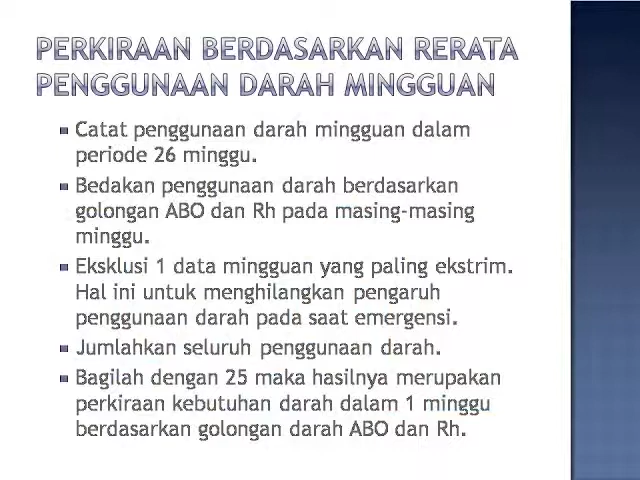 PERKIRAAN BERDASARKAN RERATA
PENGGUNAAN DARAH MINGGUAN
Catat penggunaan darah mingguan dalam
periode 26 minggu.
Bedakan penggunaan darah berdasarkan
golongan ABO dan Rh pada masing-masing
minggu.
Eksklusi 1 data mingguan yang paling ekstrim.
Hal ini untuk menghilangkan pengaruh
penggunaan darah pada saat emergensi.
Jumlahkan seluruh penggunaan darah.
Bagilah dengan 25 maka hasilnya merupakan
perkiraan kebutuhan darah dalam 1 minggu
berdasarkan golongan darah ABO dan Rh.